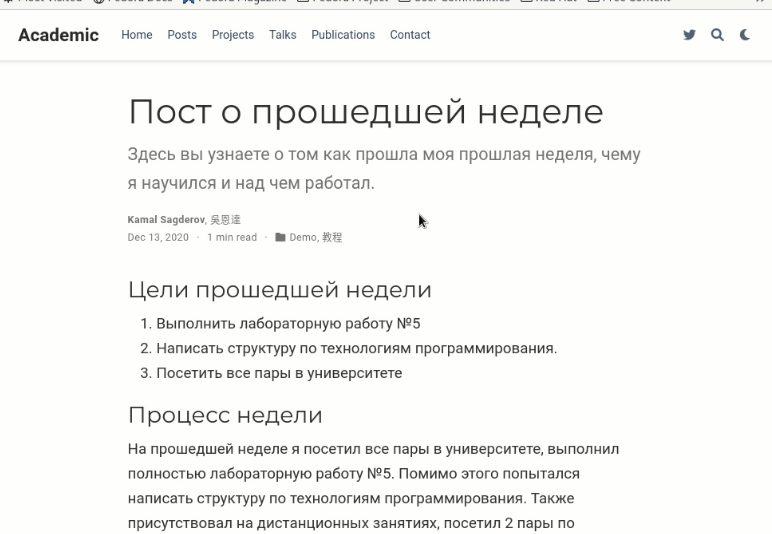 Most Visited Fedora Docs Fedora Magazine Fedora Project User Communities Red Hat Free Content
Academic Home Posts Projects Talks Publications Contact
Пост о прошедшей неделе
Здесь вы узнаете о том как прошла моя прошлая неделя, чему
я научился и над чем работал.
Kamal Sagderov, 吳恩達
Dec 13, 2020 · 1 min read · Demo, 教程
Цели прошедшей недели
1. Выполнить лабораторную работу №5
2. Написать структуру по технологиям программирования.
3. Посетить все пары в университете
Процесс недели
На прошедшей неделе я посетил все пары в университете, выполнил
полностью лабораторную работу №5. Помимо этого попытался
написать структуру по технологиям программирования. Также
присутствовал на дистанционных занятиях, посетил 2 пары по